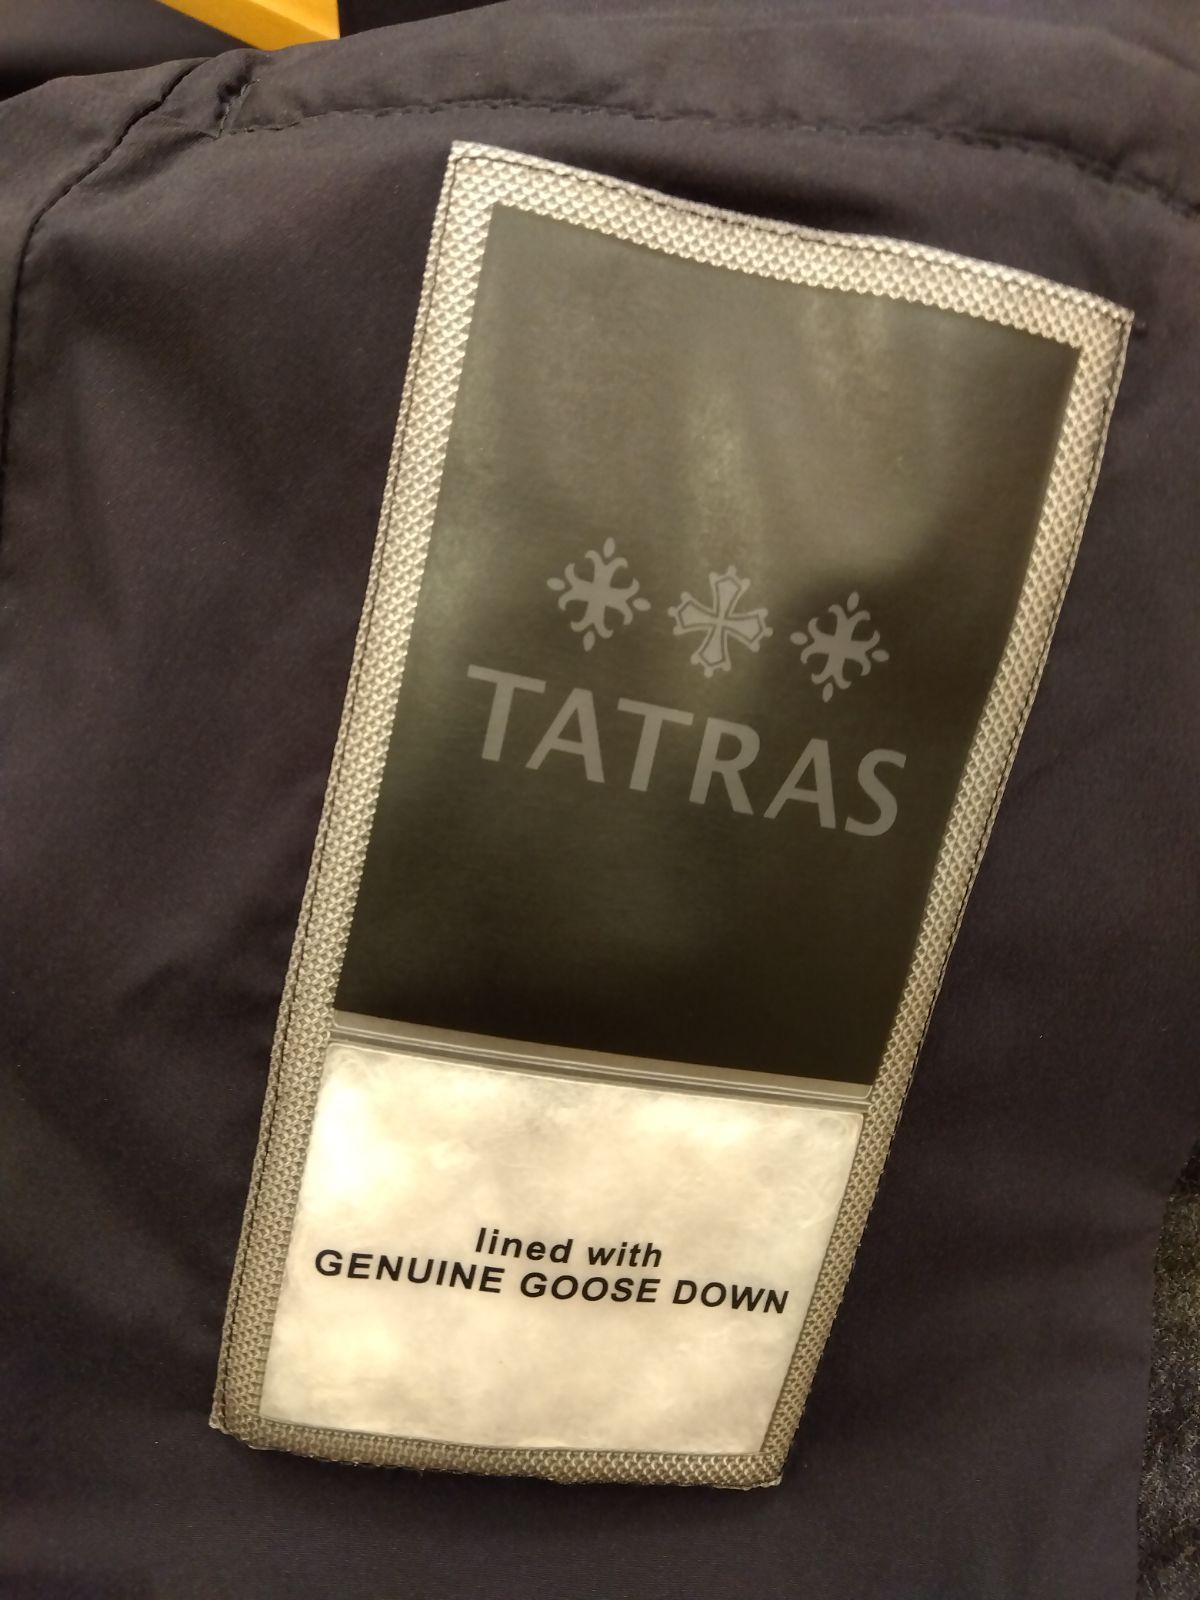 TATRAS
lined with
GENUINE GOOSE DOWN